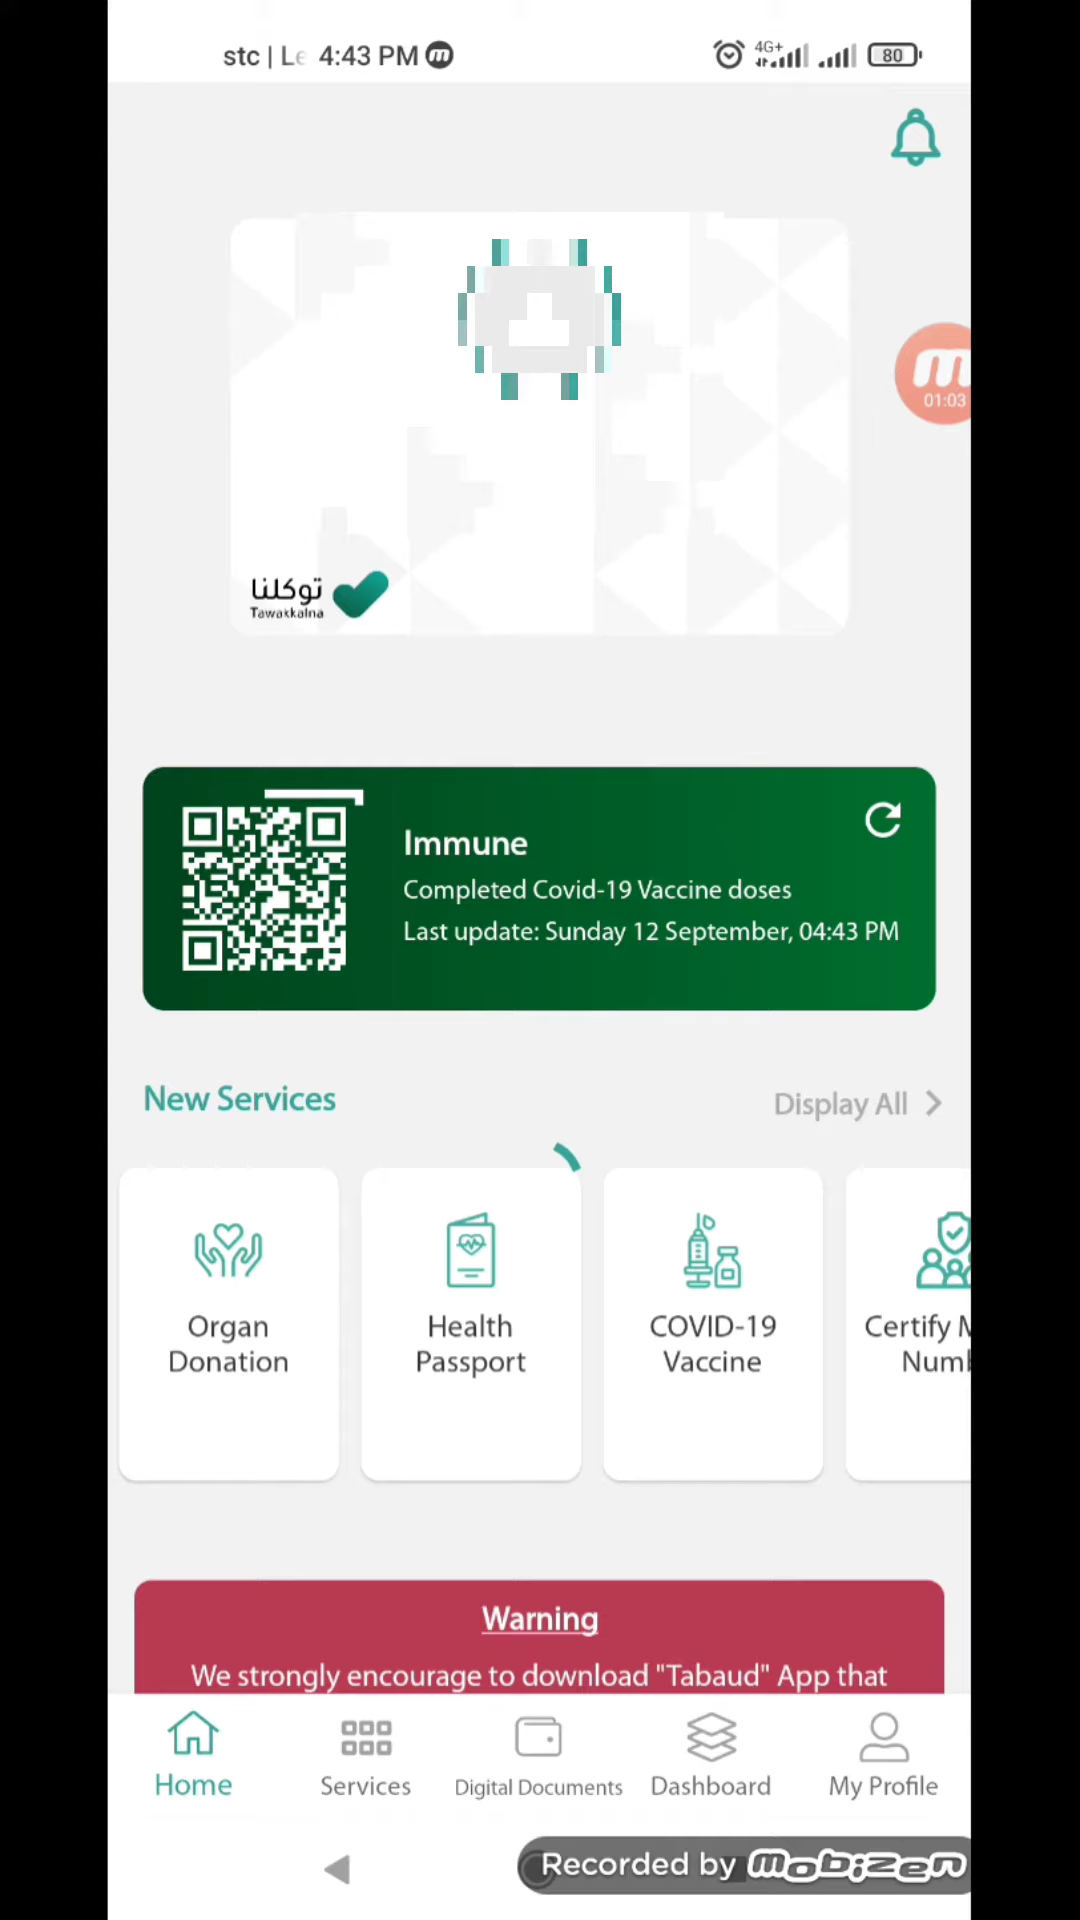 stc | Le 4:43 PM
4G+ 80
01:03
توكلنا
Tawakkalna
Immune
Completed Covid-19 Vaccine doses
Last update: Sunday 12 September, 04:43 PM
New Services
Display All
Organ Donation
Health Passport
COVID-19 Vaccine
Certify M
Numb
Warning
We strongly encourage to download "Tabaud" App that
Home
Services
Digital Documents
Dashboard
My Profile
Recorded by mobizen